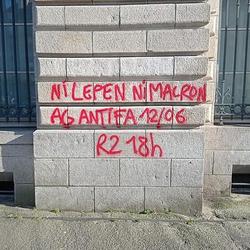 NI LEPEN NI MACRON
AG ANTIFA 12/06
R2 18h